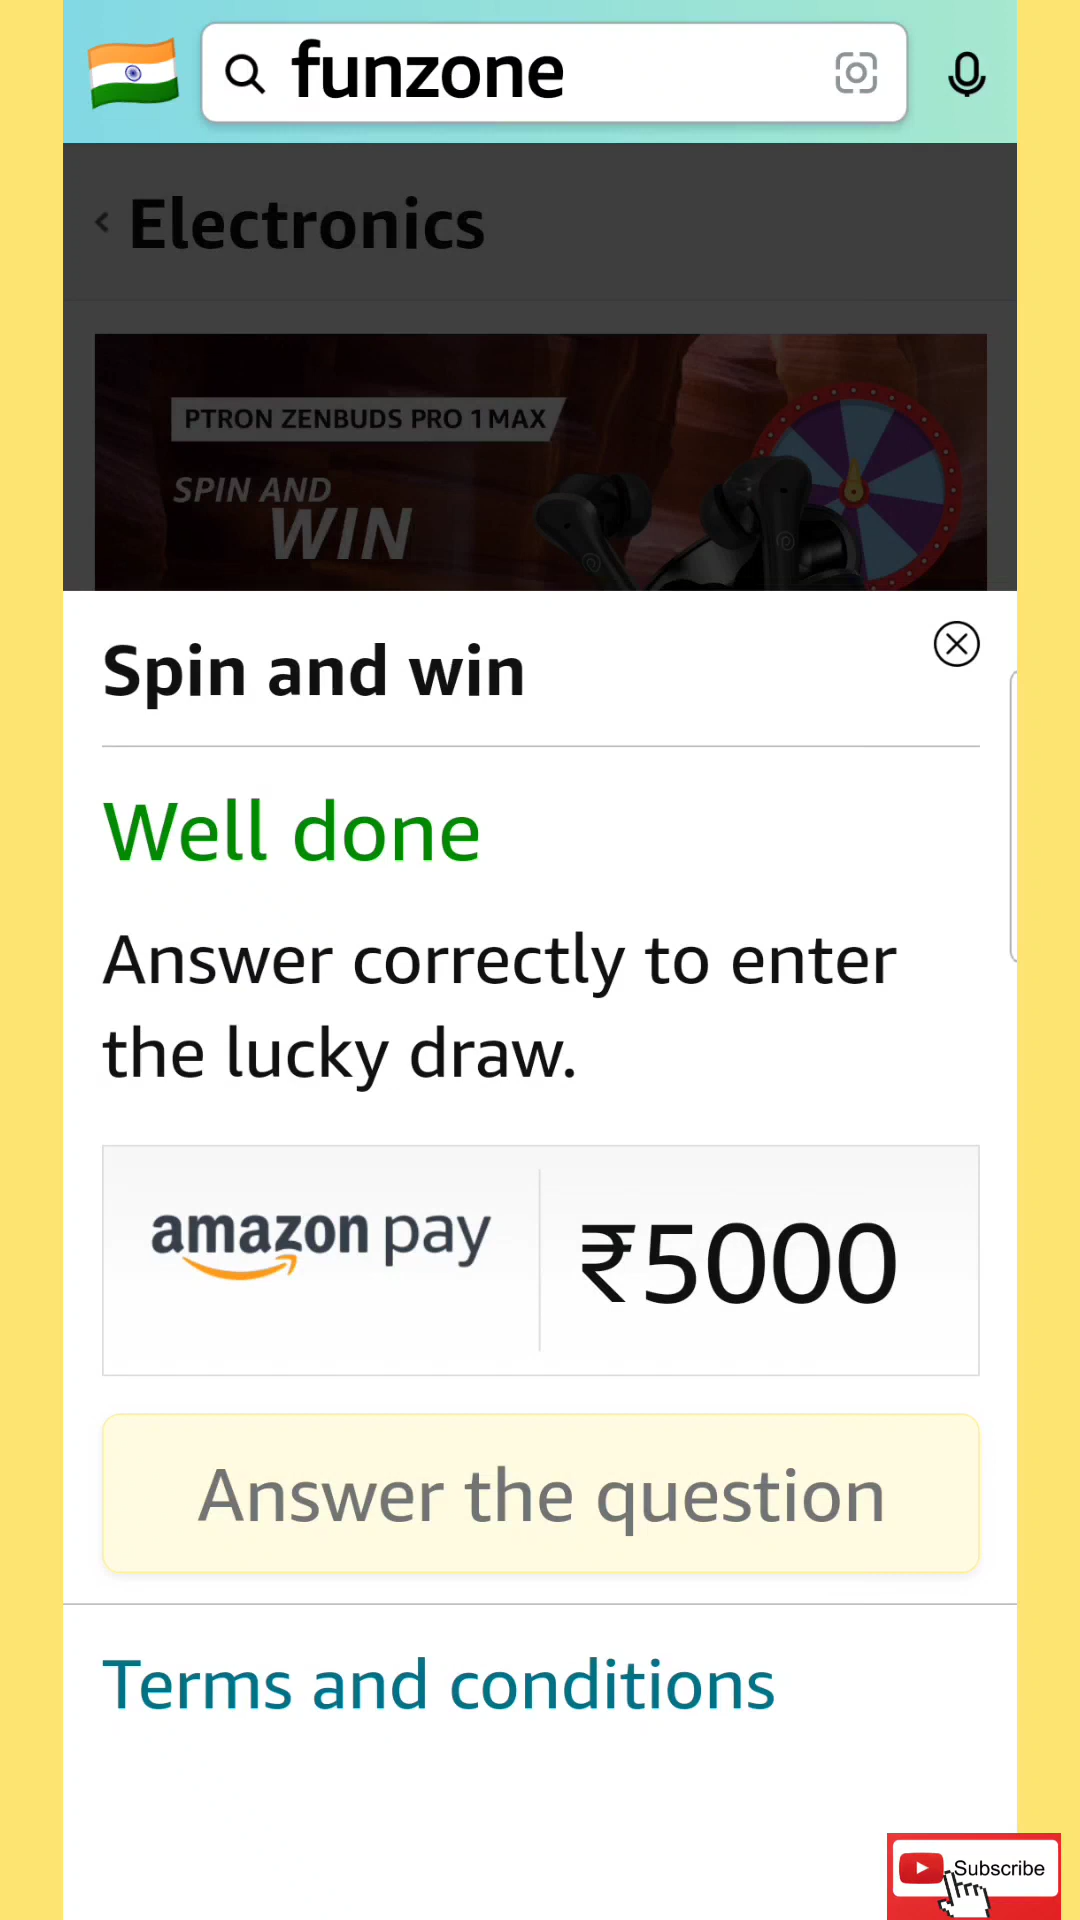 funzone
Electronics
PTRON ZENBUDS PRO 1 MAX
SPIN AND
WIN
Spin and win
Well done
Answer correctly to enter
the lucky draw.
amazon pay
₹5000
Answer the question
Terms and conditions
Subscribe